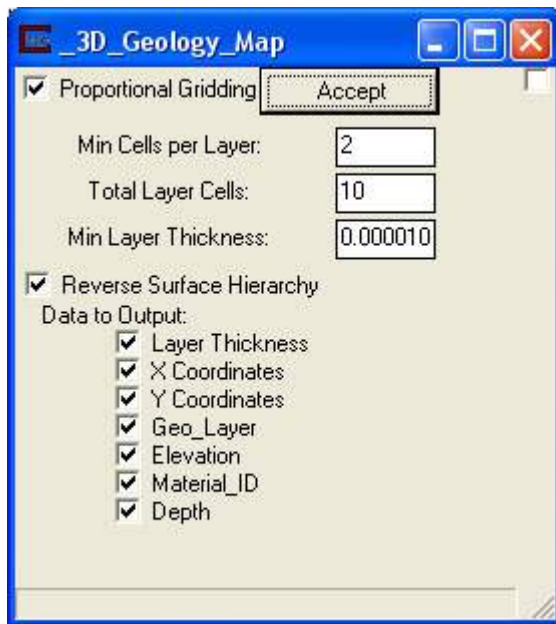 _3D_Geology_Map
Proportional Gridding Accept
Min Cells per Layer: 2
Total Layer Cells: 10
Min Layer Thickness: 0.000010
Reverse Surface Hierarchy
Data to Output:
Layer Thickness
X Coordinates
Y Coordinates
Geo_Layer
Elevation
Material_ID
Depth